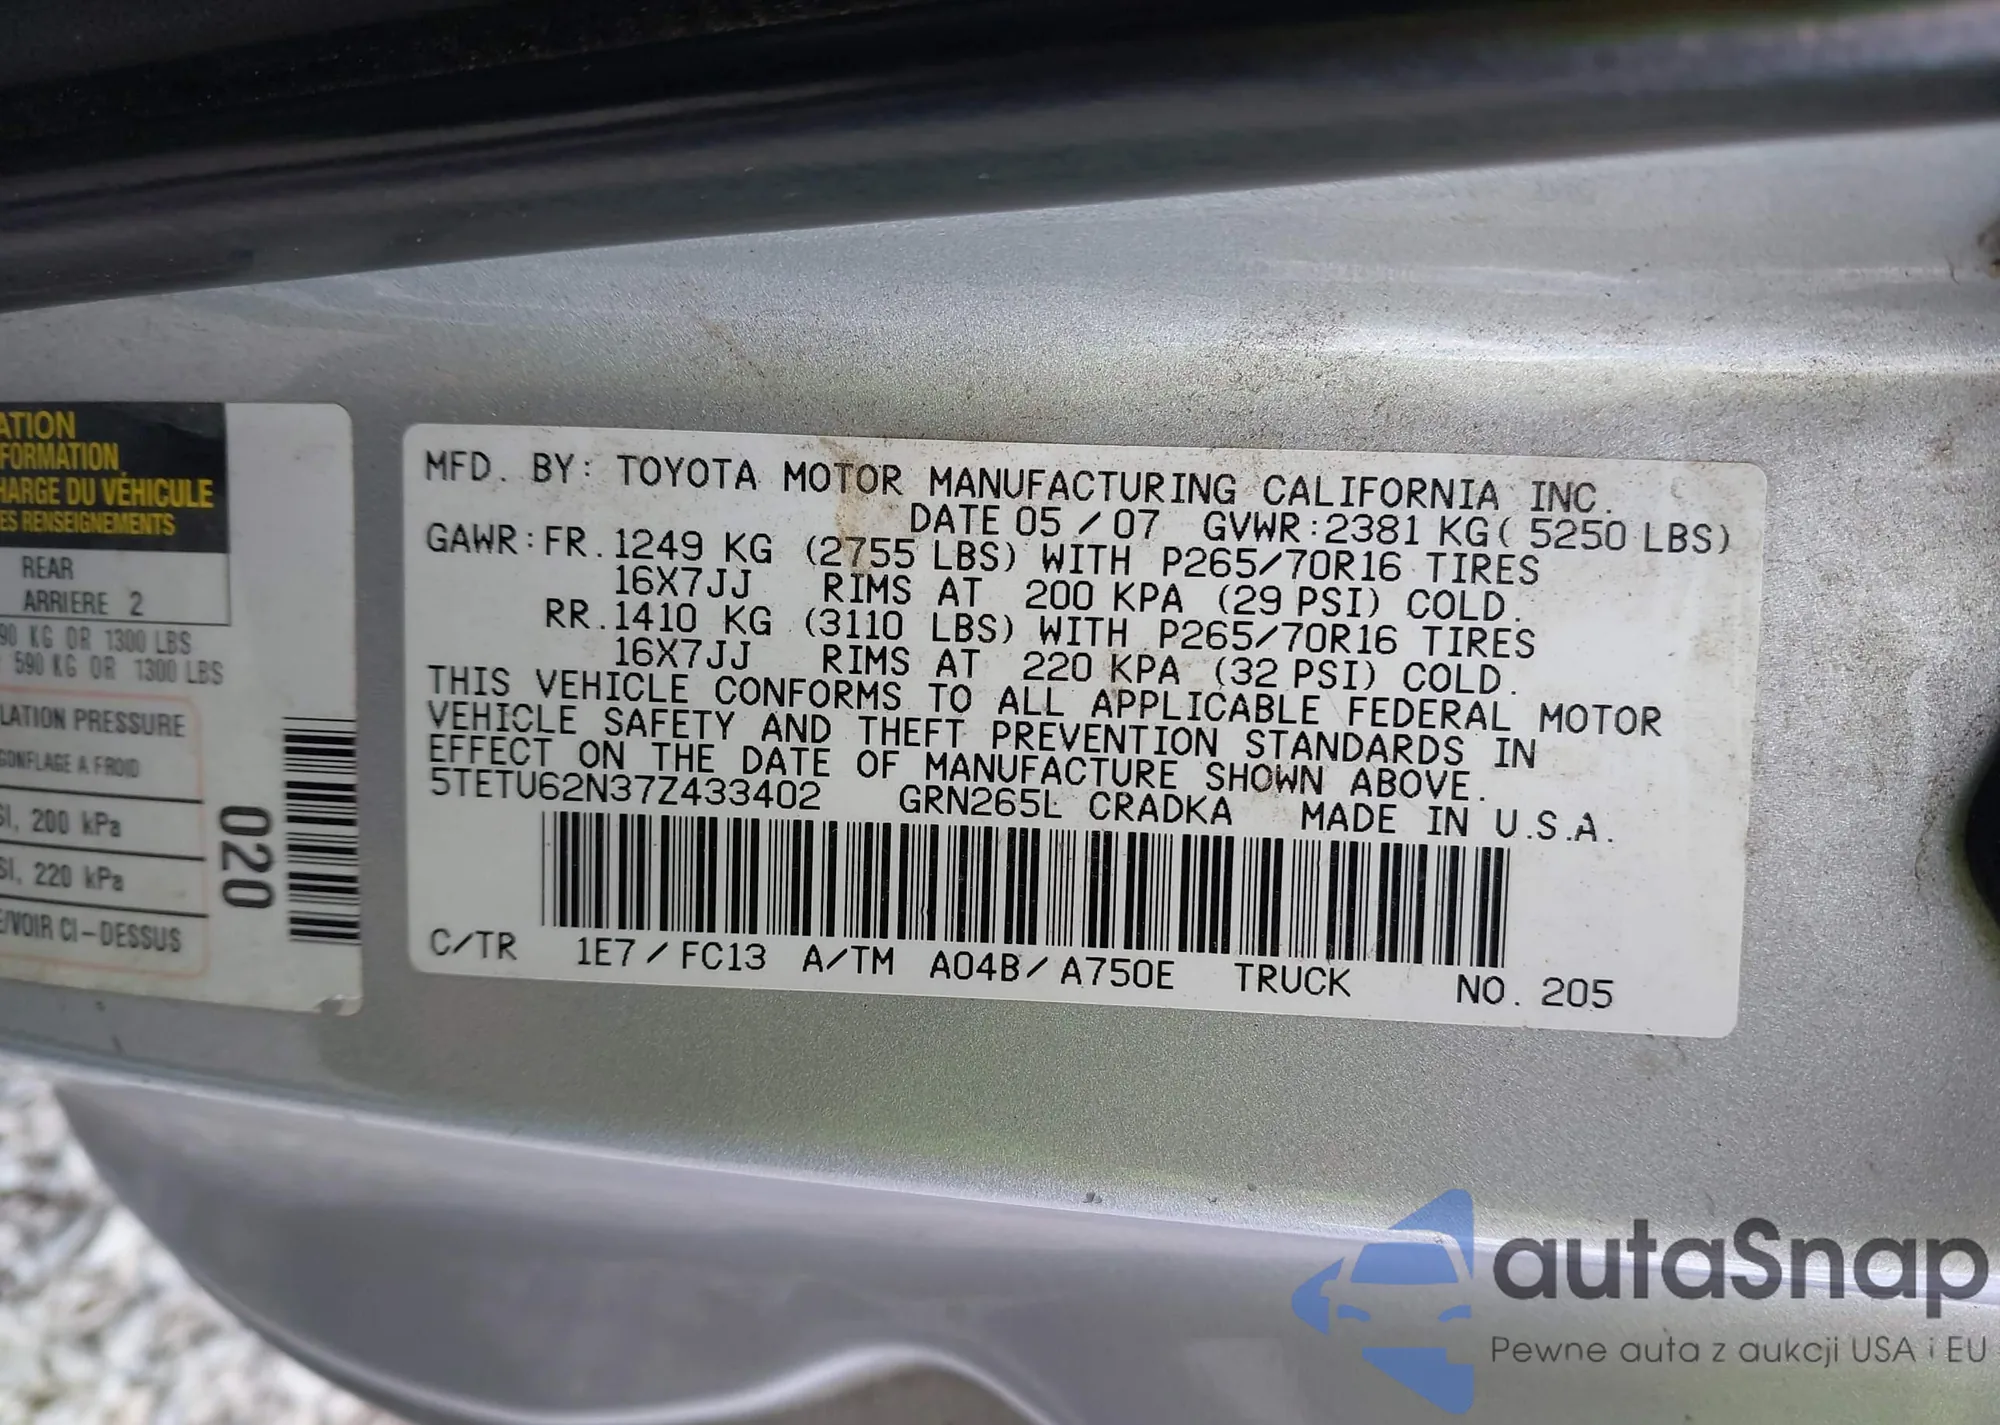 ATION
FORMATION
HARGE DU VÉHICULE
ES RENSEIGNEMENTS
REAR
ARRIERE 2
90 KG OR 1300 LBS
590 KG OR 1300 LBS
LATION PRESSURE
GONFLAGE A FROID
SI, 200 kPa
SI, 220 kPa
E/VOIR CI-DESSUS
020
MFD. BY: TOYOTA MOTOR MANUFACTURING CALIFORNIA INC.
DATE 05/07 GVWR:2381 KG( 5250 LBS)
GAWR:FR.1249 KG (2755 LBS) WITH P265/70R16 TIRES
16X7JJ RIMS AT 200 KPA (29 PSI) COLD.
RR.1410 KG (3110 LBS) WITH P265/70R16 TIRES
16X7JJ RIMS AT 220 KPA (32 PSI) COLD.
THIS VEHICLE CONFORMS TO ALL APPLICABLE FEDERAL MOTOR
VEHICLE SAFETY AND THEFT PREVENTION STANDARDS IN
EFFECT ON THE DATE OF MANUFACTURE SHOWN ABOVE.
5TETU62N37Z433402 GRN265L CRADKA MADE IN U.S.A.
C/TR 1E7/FC13 A/TM A04B/A750E TRUCK NO. 205
autaSnap
Pewne auta z aukcji USA i EU